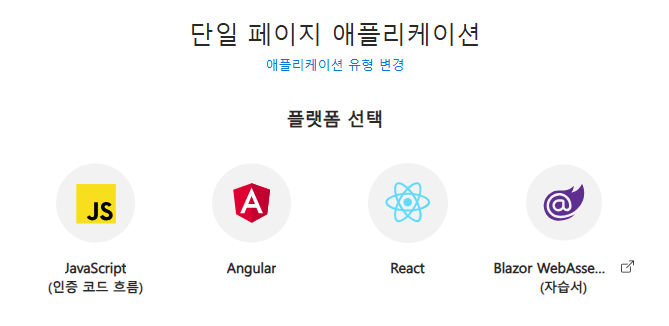 단일 페이지 애플리케이션
애플리케이션 유형 변경
플랫폼 선택
JS
JavaScript
(인증 코드 흐름)
A
Angular
React
@
Blazor WebAsse...
(자습서)